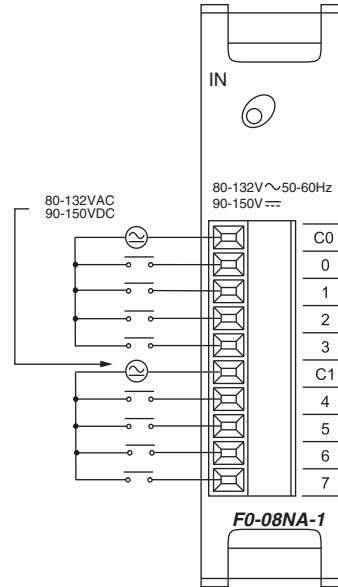 IN
80-132V∿50-60Hz
90-150V⎓
80-132VAC
90-150VDC
C0
0
1
2
3
C1
4
5
6
7
F0-08NA-1